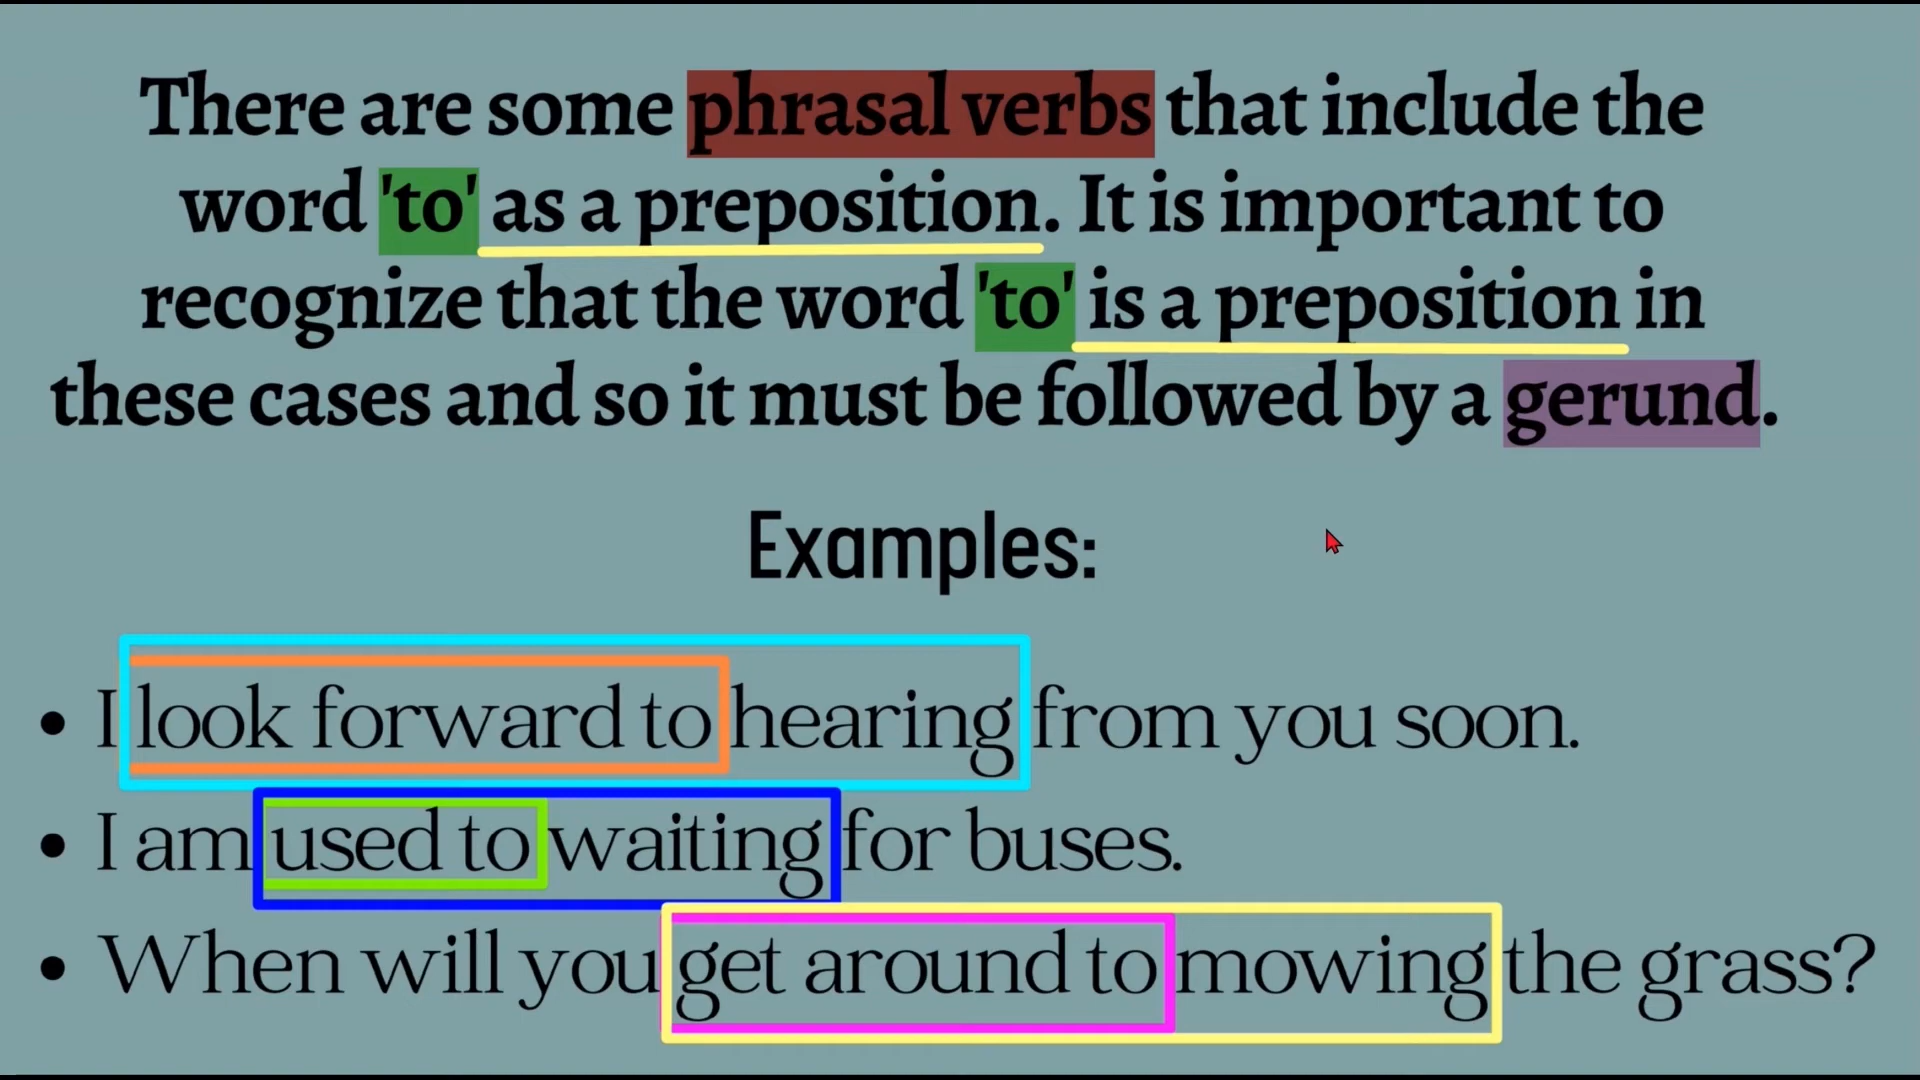 There are some phrasal verbs that include the
word 'to' as a preposition. It is important to
recognize that the word 'to' is a preposition in
these cases and so it must be followed by a gerund.
Examples:
• I look forward to hearing from you soon.
• I am used to waiting for buses.
• When will you get around to mowing the grass?